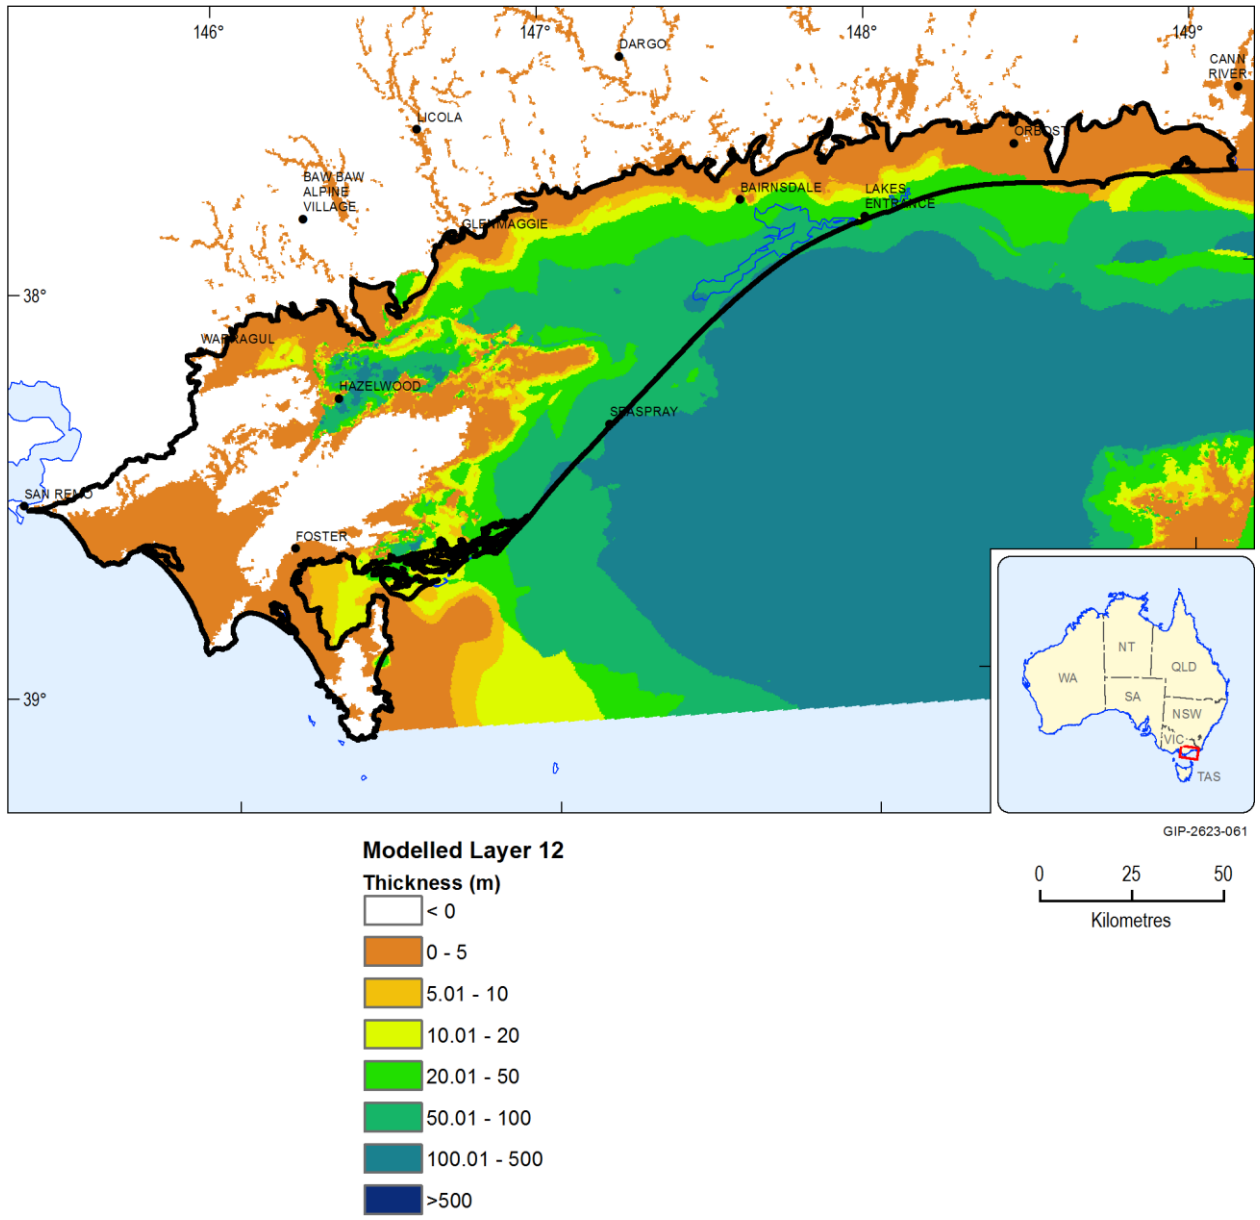 146°
147°
148°
149°
DARGO
CANN
RIVER
LICOLA
ORBOST
BAW BAW
ALPINE
VILLAGE
BAIRNSDALE
LAKES
ENTRANCE
GLENMAGGIE
38°
WARRAGUL
HAZELWOOD
SEASPRAY
SAN REMO
FOSTER
39°
NT
QLD
WA
SA
NSW
VIC
TAS
GIP-2623-061
Modelled Layer 12
Thickness (m)
< 0
0 - 5
5.01 - 10
10.01 - 20
20.01 - 50
50.01 - 100
100.01 - 500
>500
0 25 50
Kilometres